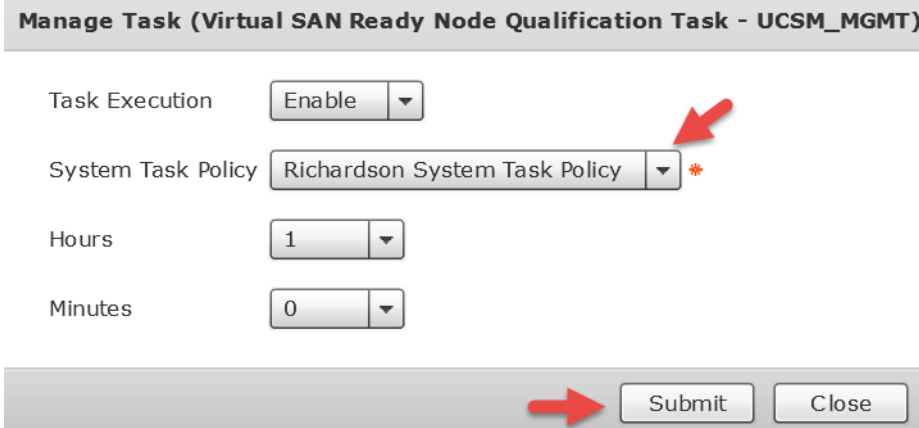 Manage Task (Virtual SAN Ready Node Qualification Task - UCSM_MGMT)
Task Execution Enable
System Task Policy Richardson System Task Policy *
Hours 1
Minutes 0
Submit Close